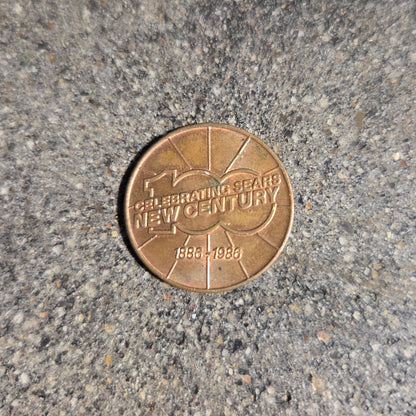 100
CELEBRATING SEARS
NEW CENTURY
1886-1986